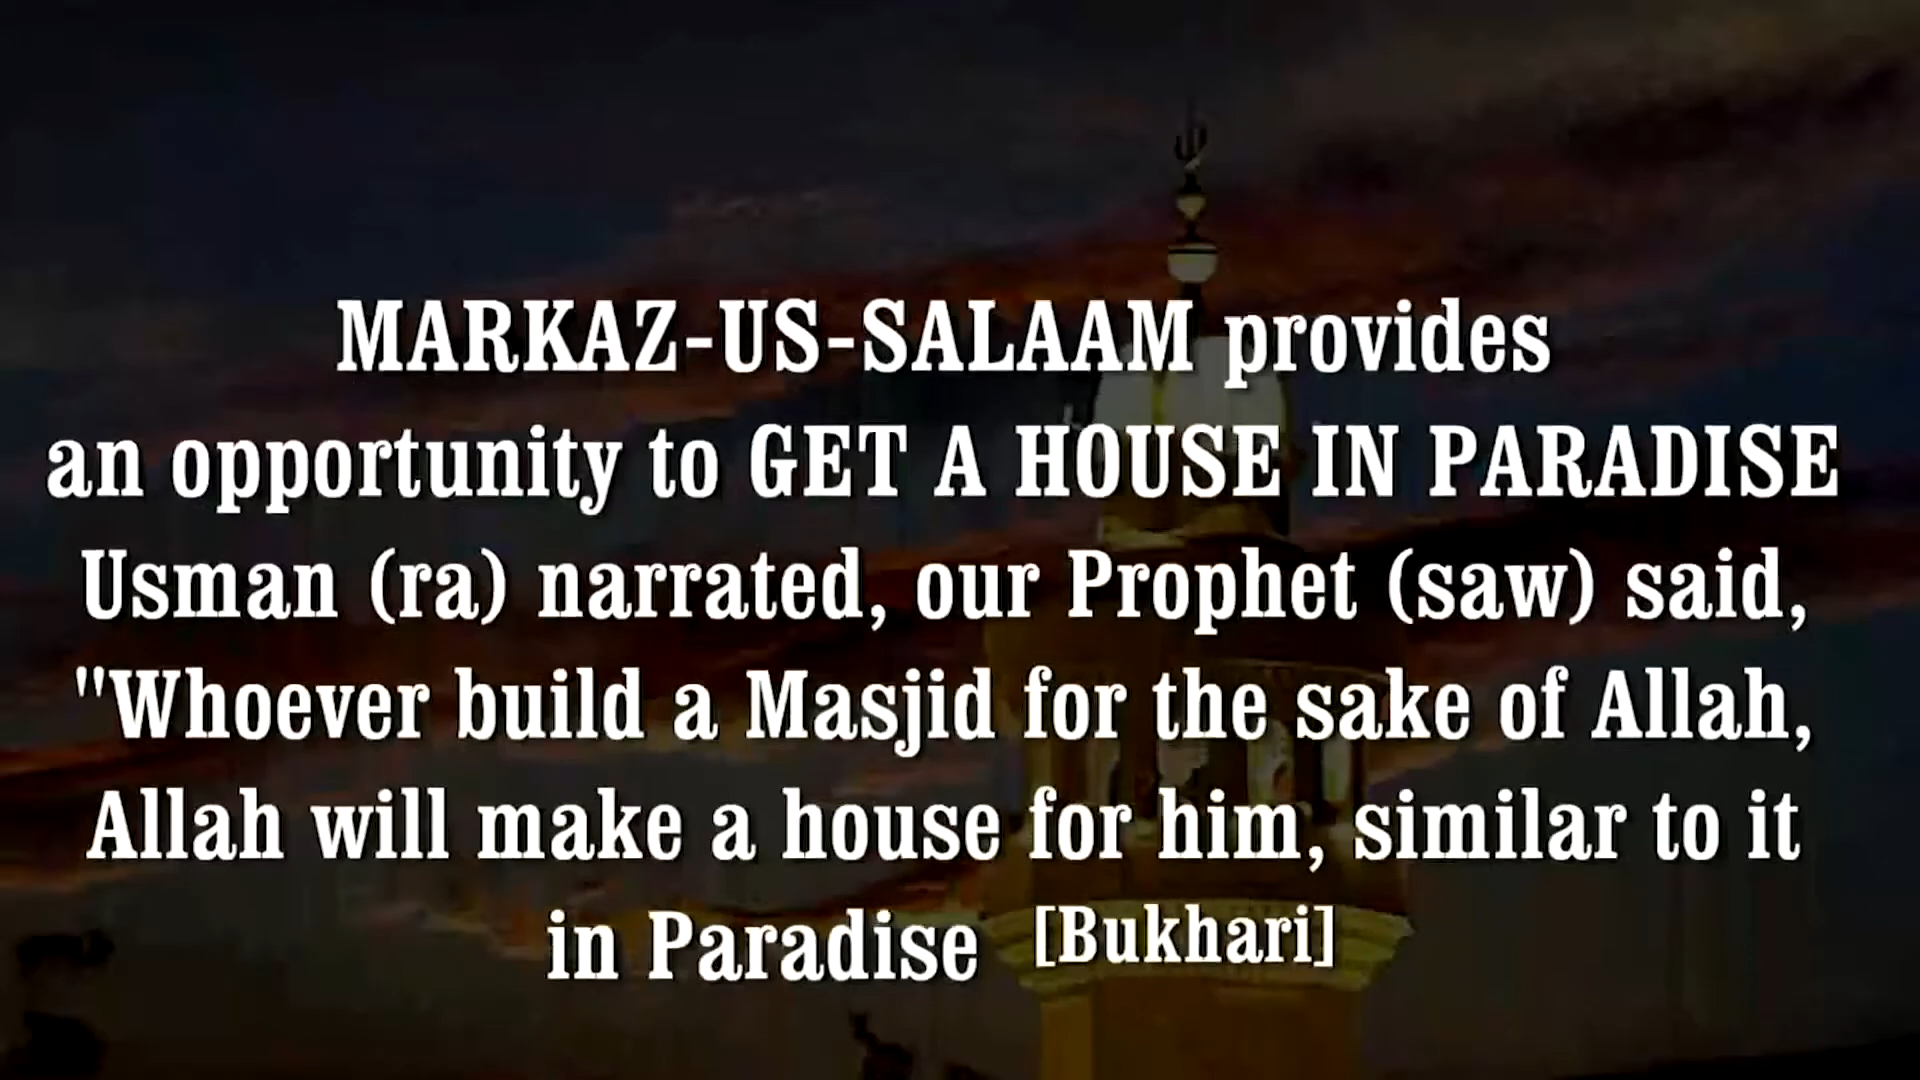 MARKAZ-US-SALAAM provides
an opportunity to GET A HOUSE IN PARADISE
Usman (ra) narrated, our Prophet (saw) said,
"Whoever build a Masjid for the sake of Allah,
Allah will make a house for him, similar to it
in Paradise [Bukhari]